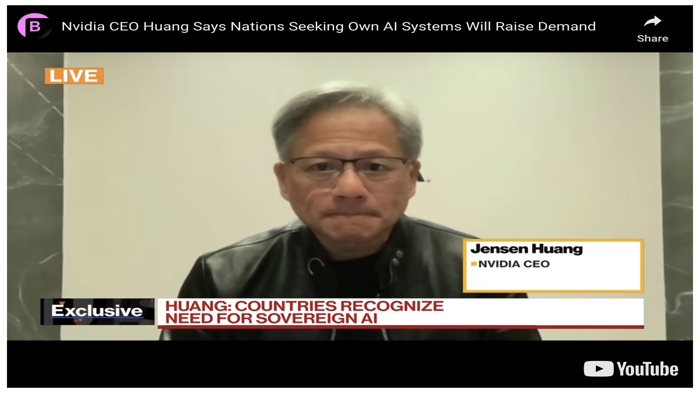 B
Nvidia CEO Huang Says Nations Seeking Own AI Systems Will Raise Demand
Share
LIVE
Jensen Huang
NVIDIA CEO
Exclusive
HUANG: COUNTRIES RECOGNIZE
NEED FOR SOVEREIGN AI
YouTube